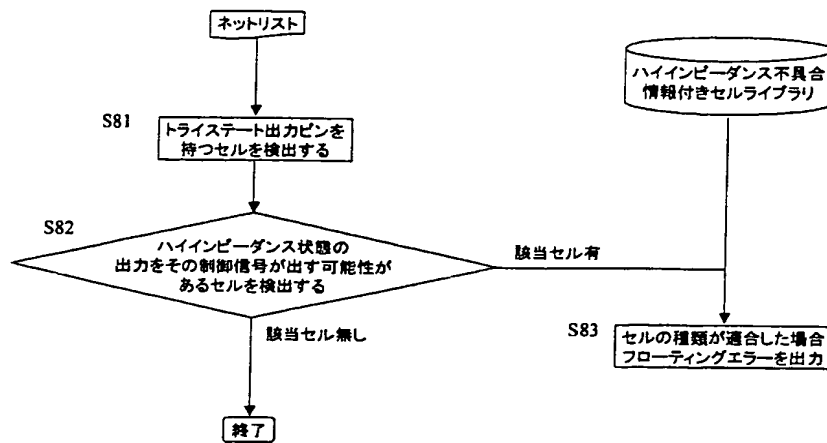 ネットリスト
ハイインピーダンス不具合
情報付きセルライブラリ
S81
トライステート出力ピンを
持つセルを検出する
S82
ハイインピーダンス状態の
出力をその制御信号が出す可能性が
あるセルを検出する
該当セル有
該当セル無し
S83
セルの種類が適合した場合
フローティングエラーを出力
終了